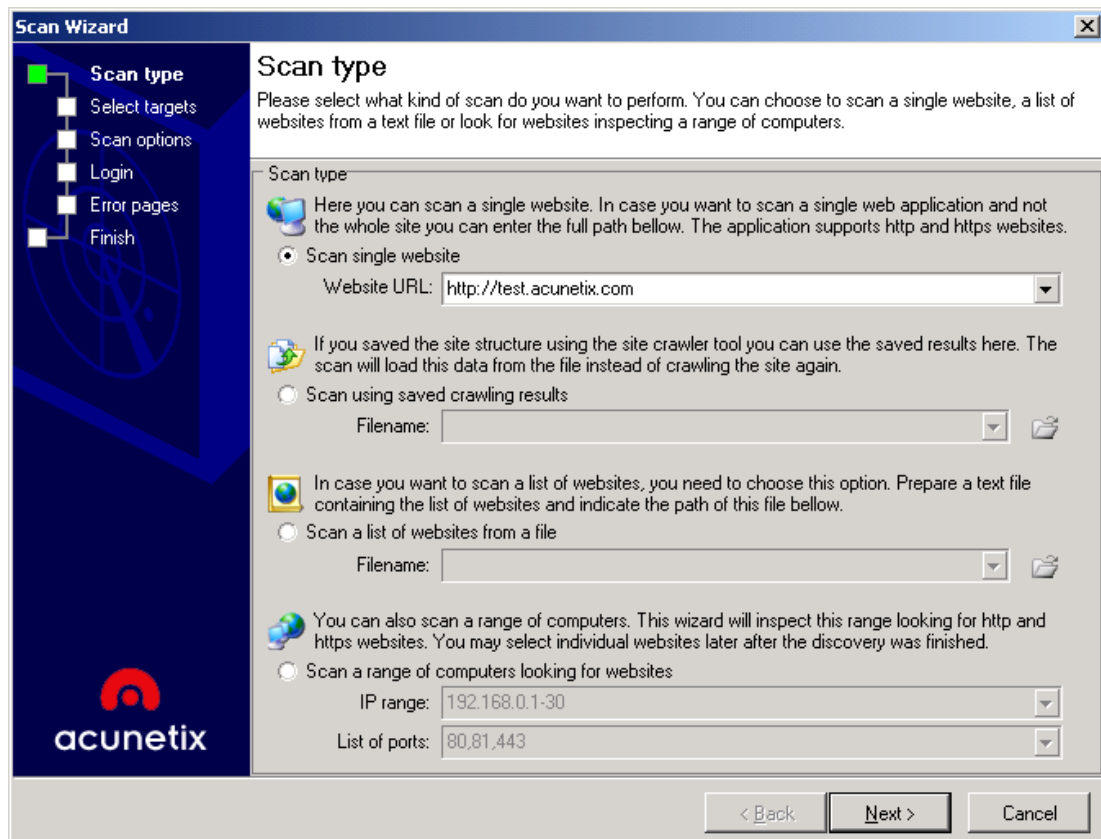 Scan Wizard
Scan type
Select targets
Scan options
Login
Error pages
Finish
acunetix
Scan type
Please select what kind of scan do you want to perform. You can choose to scan a single website, a list of
websites from a text file or look for websites inspecting a range of computers.
Scan type
Here you can scan a single website. In case you want to scan a single web application and not
the whole site you can enter the full path bellow. The application supports http and https websites.
Scan single website
Website URL: http://test.acunetix.com
If you saved the site structure using the site crawler tool you can use the saved results here. The
scan will load this data from the file instead of crawling the site again.
Scan using saved crawling results
Filename:
In case you want to scan a list of websites, you need to choose this option. Prepare a text file
containing the list of websites and indicate the path of this file bellow.
Scan a list of websites from a file
Filename:
You can also scan a range of computers. This wizard will inspect this range looking for http and
https websites. You may select individual websites later after the discovery was finished.
Scan a range of computers looking for websites
IP range: 192.168.0.1-30
List of ports: 80,81,443
< Back Next > Cancel